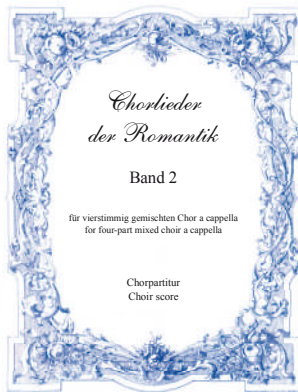 Chorlieder
der Romantik
Band 2
für vierstimmig gemischten Chor a cappella
for four-part mixed choir a cappella
Chorpartitur
Choir score